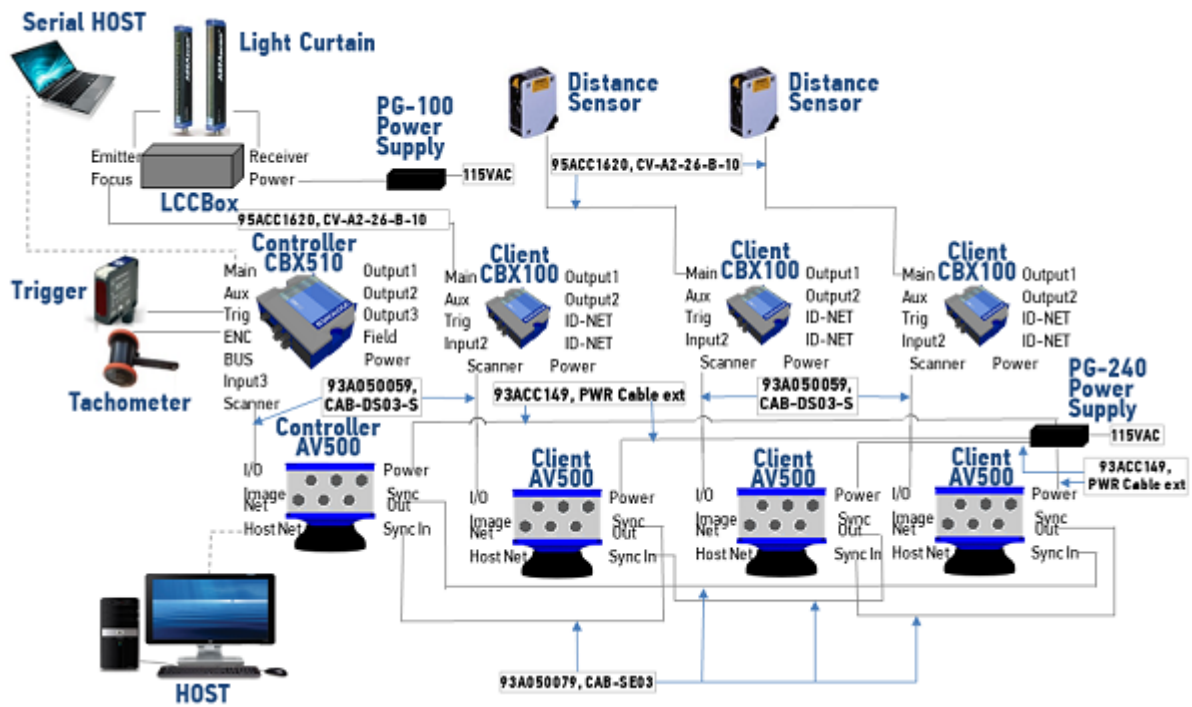 Serial HOST
Light Curtain
PG-100
Power
Supply
115VAC
Emitter
Focus
Receiver
Power
LCCBox
Distance
Sensor
Distance
Sensor
95ACC1620, CV-A2-26-B-10
95ACC1620, CV-A2-26-B-10
Trigger
Tachometer
Controller
CBX510
Main
Aux
Trig
ENC
BUS
Input3
Scanner
Output1
Output2
Output3
Field
Power
Client
CBX100
Main
Aux
Trig
Input2
Scanner
Output1
Output2
ID-NET
ID-NET
Power
Client
CBX100
Main
Aux
Trig
Input2
Scanner
Output1
Output2
ID-NET
ID-NET
Power
Client
CBX100
Main
Aux
Trig
Input2
Scanner
Output1
Output2
ID-NET
ID-NET
Power
93A050059,
CAB-DS03-S
93ACC149, PWR Cable ext
93A050059,
CAB-DS03-S
PG-240
Power
Supply
115VAC
93ACC149,
PWR Cable ext
Controller
AV500
I/O
Image
Net
Host Net
Power
Sync
Out
Sync In
Client
AV500
I/O
Image
Net
Host Net
Power
Sync
Out
Sync In
Client
AV500
I/O
Image
Net
Host Net
Power
Sync
Out
Sync In
Client
AV500
I/O
Image
Net
Host Net
Power
Sync
Out
Sync In
HOST
93A050079, CAB-SE03